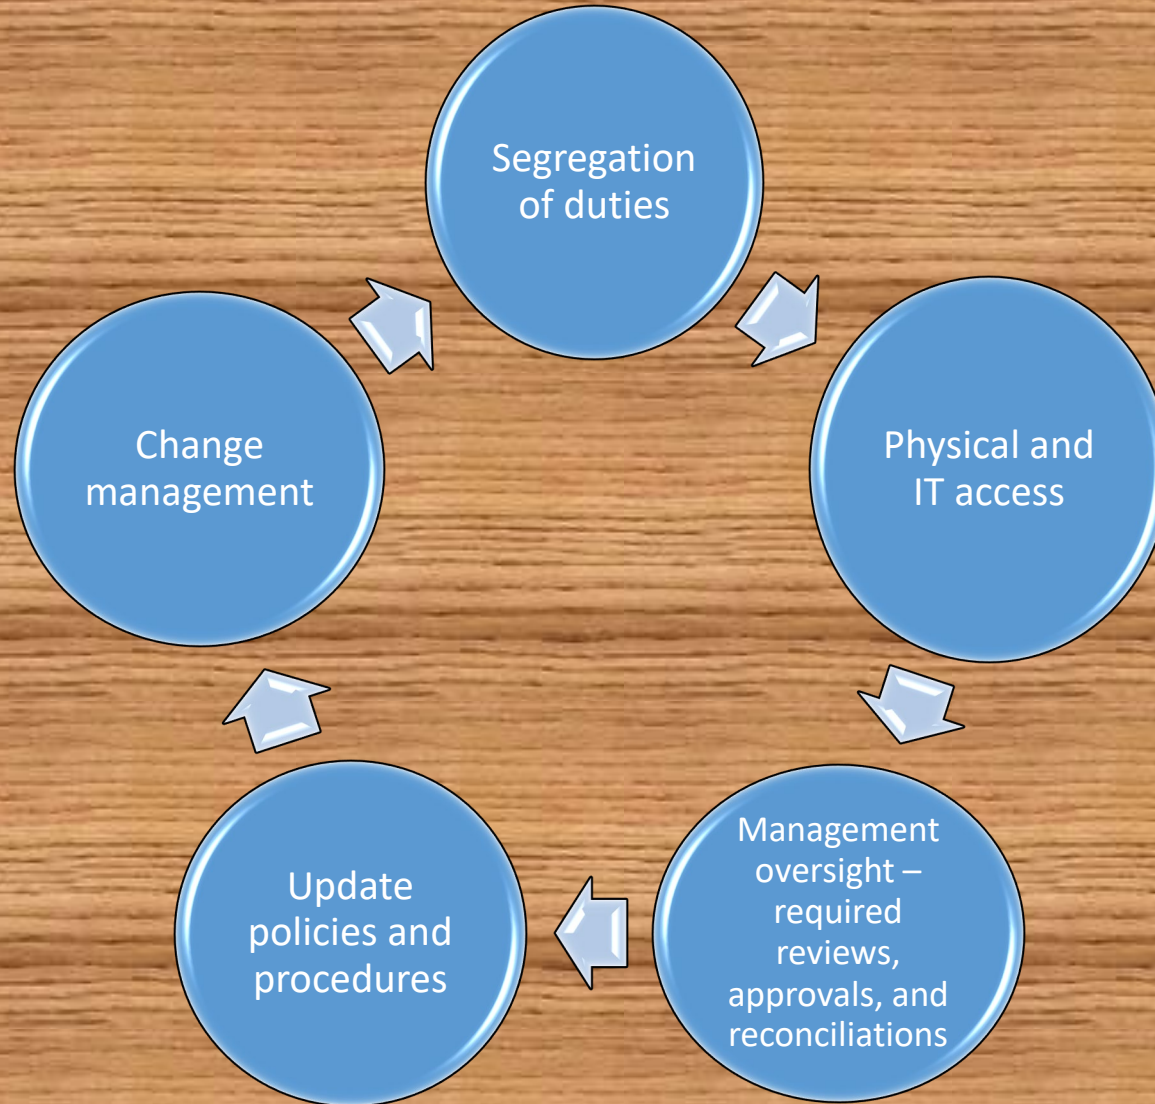 Segregation
of duties
Physical and
IT access
Management
oversight –
required
reviews,
approvals, and
reconciliations
Update
policies and
procedures
Change
management